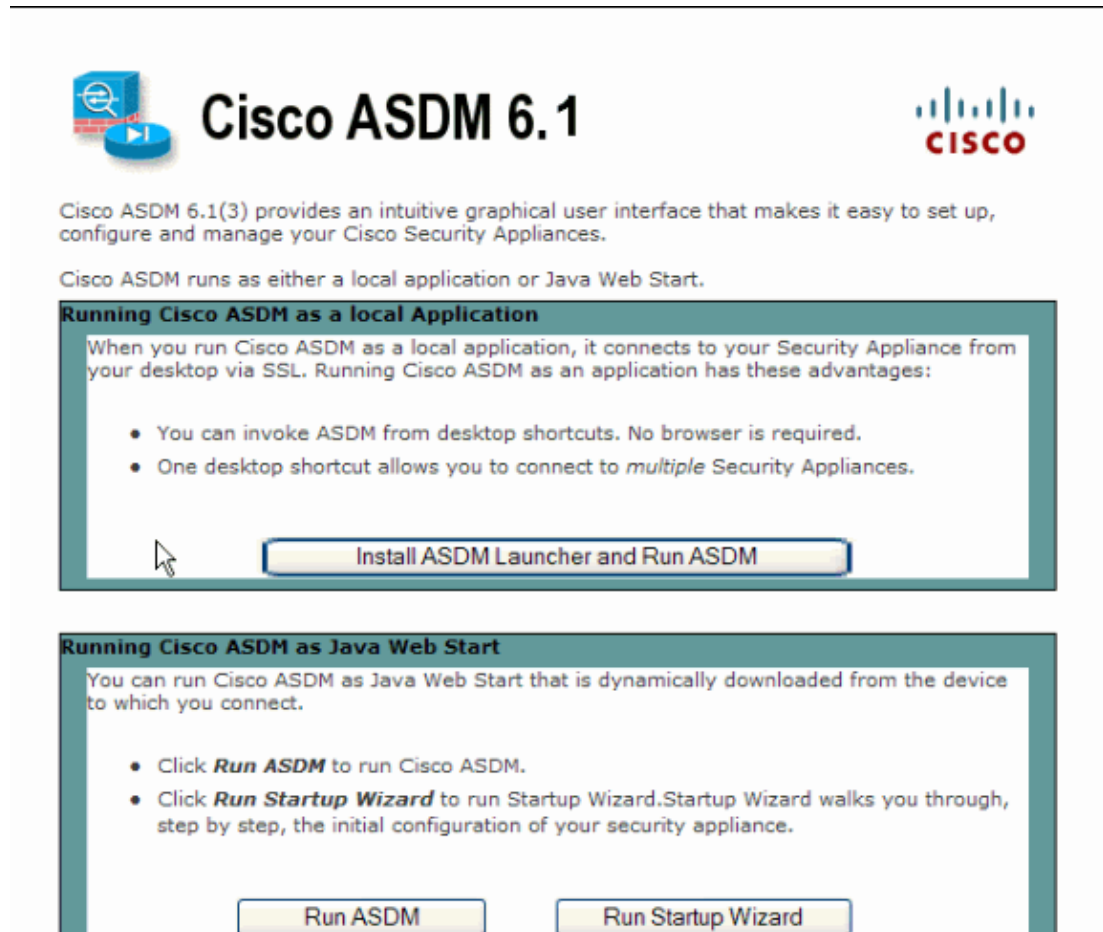 Cisco ASDM 6.1
CISCO
Cisco ASDM 6.1(3) provides an intuitive graphical user interface that makes it easy to set up,
configure and manage your Cisco Security Appliances.
Cisco ASDM runs as either a local application or Java Web Start.
Running Cisco ASDM as a local Application
When you run Cisco ASDM as a local application, it connects to your Security Appliance from
your desktop via SSL. Running Cisco ASDM as an application has these advantages:
• You can invoke ASDM from desktop shortcuts. No browser is required.
• One desktop shortcut allows you to connect to multiple Security Appliances.
Install ASDM Launcher and Run ASDM
Running Cisco ASDM as Java Web Start
You can run Cisco ASDM as Java Web Start that is dynamically downloaded from the device
to which you connect.
• Click Run ASDM to run Cisco ASDM.
• Click Run Startup Wizard to run Startup Wizard.Startup Wizard walks you through,
step by step, the initial configuration of your security appliance.
Run ASDM
Run Startup Wizard